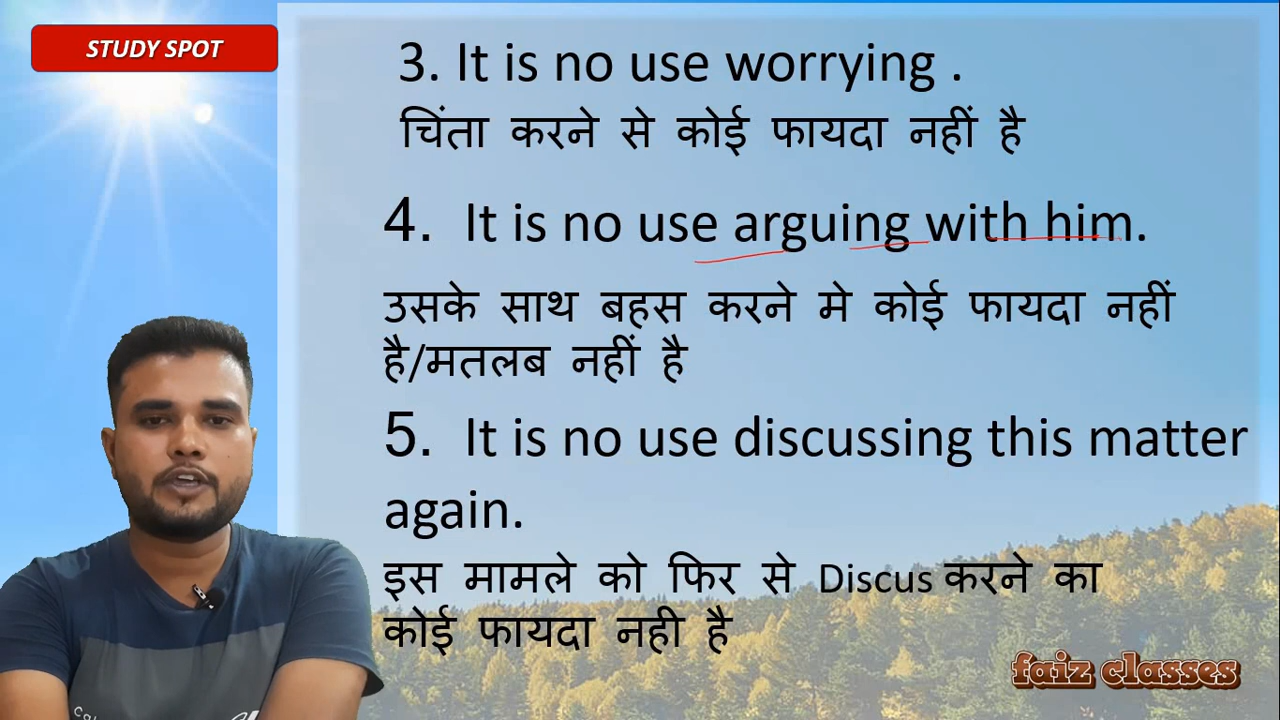 STUDY SPOT
3. It is no use worrying .
चिंता करने से कोई फायदा नहीं है
4. It is no use arguing with him.
उसके साथ बहस करने मे कोई फायदा नहीं
है/मतलब नहीं है
5. It is no use discussing this matter
again.
इस मामले को फिर से Discus करने का
कोई फायदा नही है
faiz classes